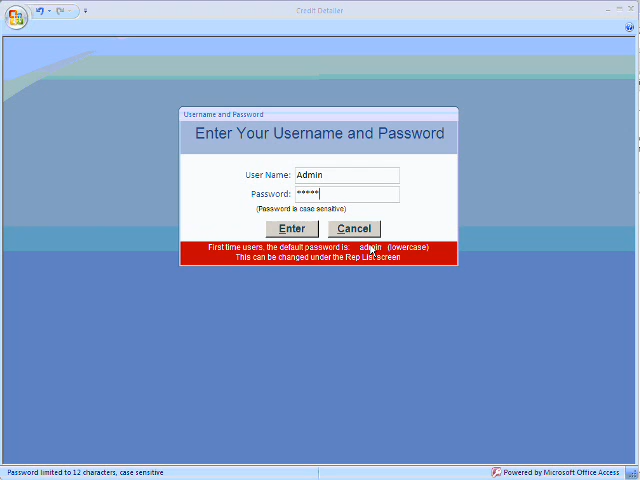 Credit Detailer
Username and Password
Enter Your Username and Password
User Name: Admin
Password: *****
(Password is case sensitive)
Enter Cancel
First time users, the default password is: admin (lowercase)
This can be changed under the Rep List screen
Password limited to 12 characters, case sensitive Powered by Microsoft Office Access